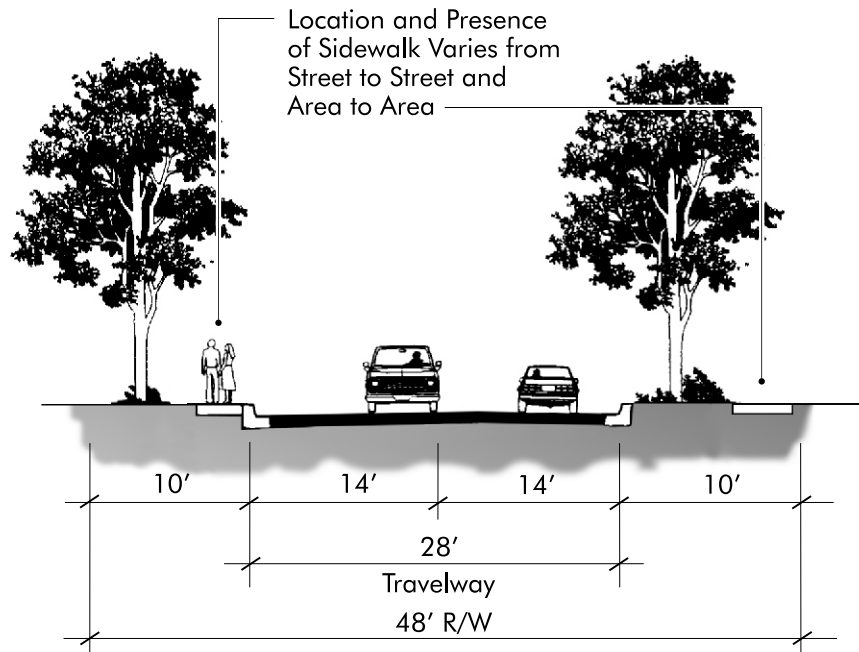 Location and Presence
of Sidewalk Varies from
Street to Street and
Area to Area
10′ 14′ 14′ 10′
28′
Travelway
48′ R/W